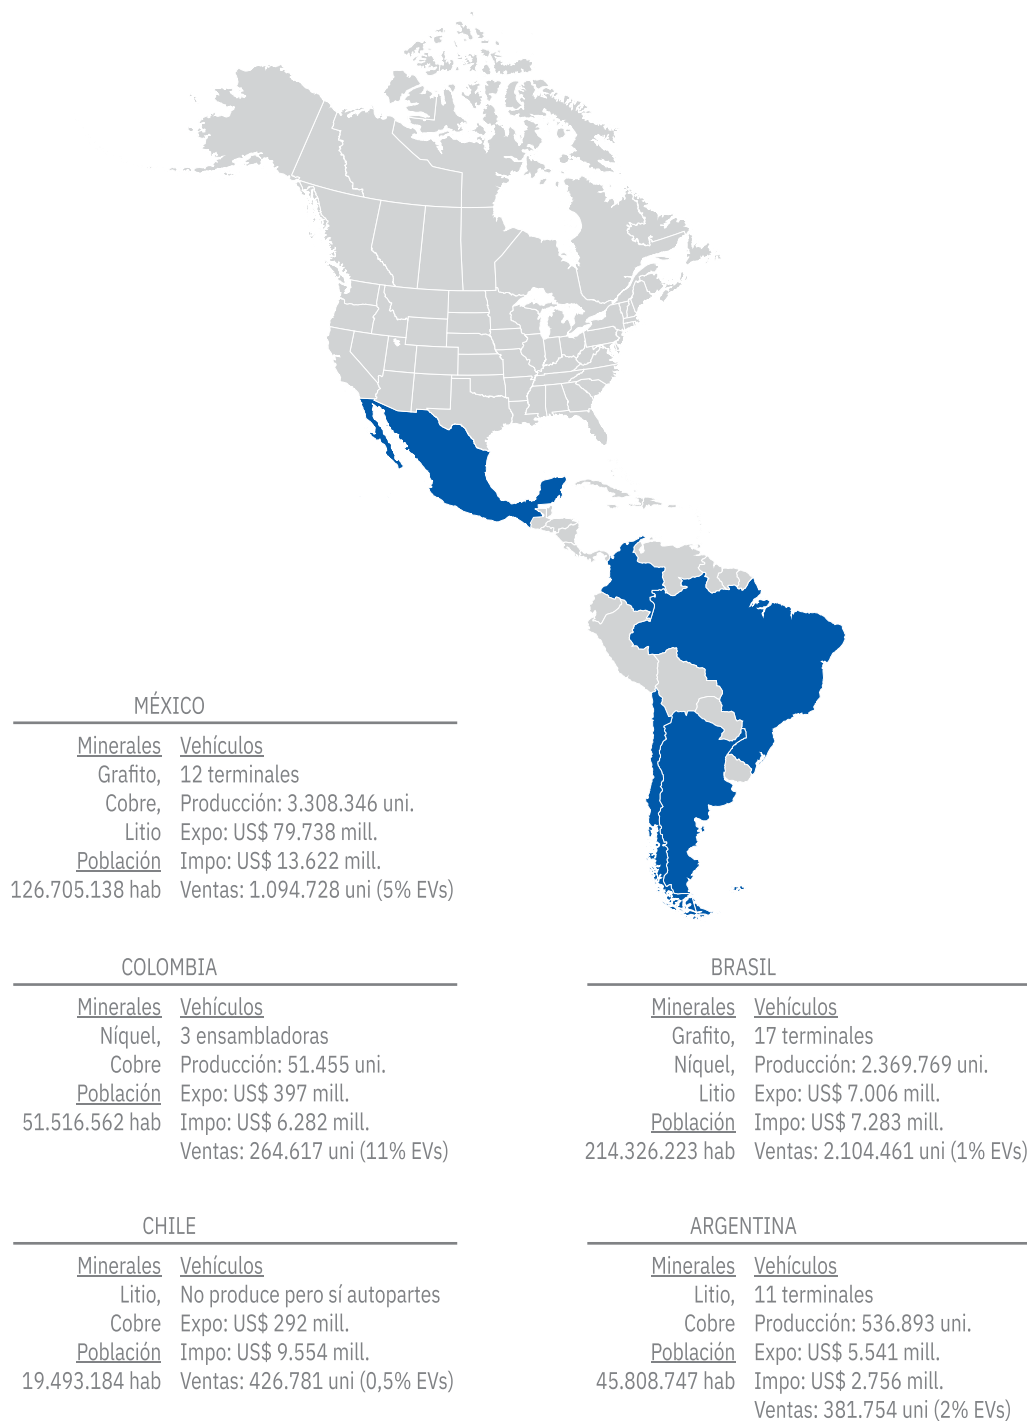 MÉXICO
Minerales Vehículos
Grafito, 12 terminales
Cobre, Producción: 3.308.346 uni.
Litio Expo: US$ 79.738 mill.
Población Impo: US$ 13.622 mill.
126.705.138 hab Ventas: 1.094.728 uni (5% EVs)
COLOMBIA
Minerales Vehículos
Níquel, 3 ensambladoras
Cobre Producción: 51.455 uni.
Población Expo: US$ 397 mill.
51.516.562 hab Impo: US$ 6.282 mill.
Ventas: 264.617 uni (11% EVs)
BRASIL
Minerales Vehículos
Grafito, 17 terminales
Níquel, Producción: 2.369.769 uni.
Litio Expo: US$ 7.006 mill.
Población Impo: US$ 7.283 mill.
214.326.223 hab Ventas: 2.104.461 uni (1% EVs)
CHILE
Minerales Vehículos
Litio, No produce pero sí autopartes
Cobre Expo: US$ 292 mill.
Población Impo: US$ 9.554 mill.
19.493.184 hab Ventas: 426.781 uni (0,5% EVs)
ARGENTINA
Minerales Vehículos
Litio, 11 terminales
Cobre Producción: 536.893 uni.
Población Expo: US$ 5.541 mill.
45.808.747 hab Impo: US$ 2.756 mill.
Ventas: 381.754 uni (2% EVs)